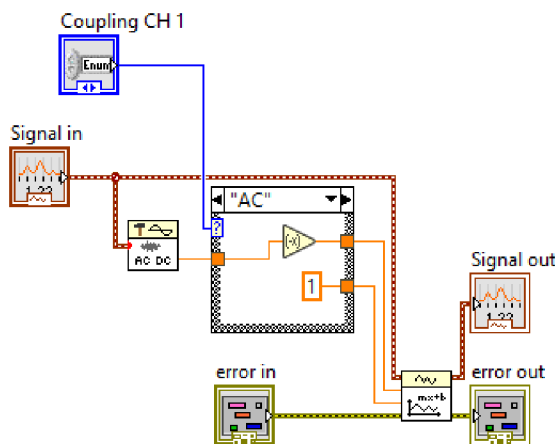 Coupling CH 1
Enum
Signal in
1.23
"AC"
?
AC DC
1
Signal out
1.23
mx+b
error in
error out